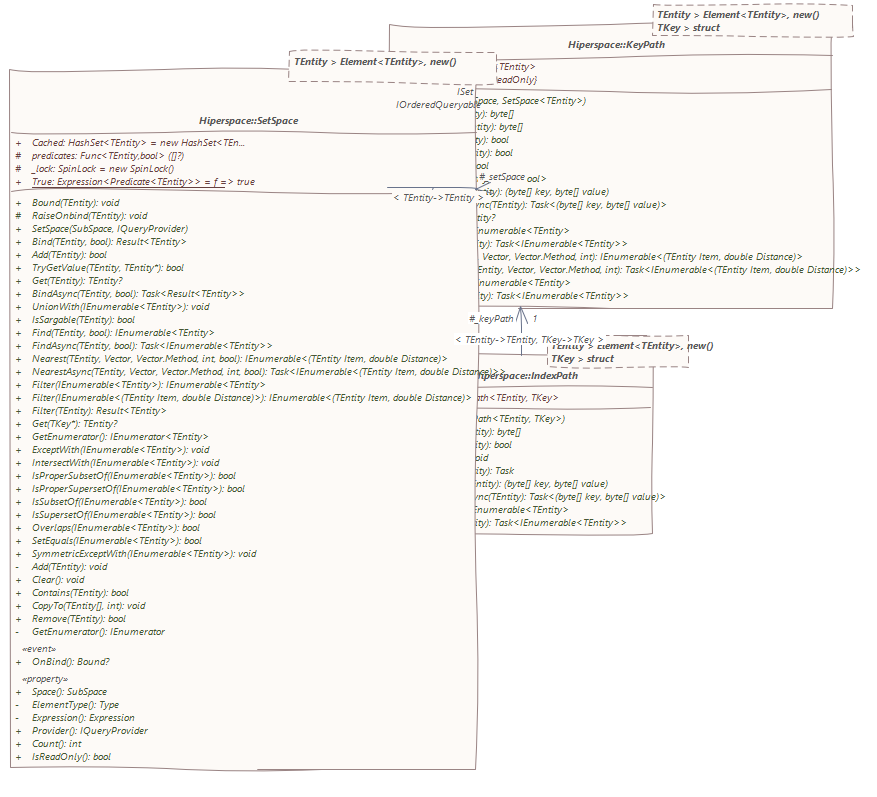 TEntity > Element<TEntity>, new()
TKey > struct
Hiperspace::KeyPath
TEntity>
eadOnly}
Space, SetSpace<TEntity>)
ty): byte[]
tity): byte[]
tity): bool
tity): bool
ool
ool>
tity): (byte[] key, byte[] value)
ync(TEntity): Task<(byte[] key, byte[] value)>
tity?
Enumerable<TEntity>
ity): Task<IEnumerable<TEntity>>
Vector, Vector.Method, int): IEnumerable<(TEntity Item, double Distance)>
Entity, Vector, Vector.Method, int): Task<IEnumerable<(TEntity Item, double Distance)>>
numerable<TEntity>
ity): Task<IEnumerable<TEntity>>
#_setSpace
< TEntity->TEntity >
#_keyPath
1
< TEntity->TEntity, TKey->TKey >
TEntity > Element<TEntity>, new()
TKey > struct
iperspace::IndexPath
ath<TEntity, TKey>
Path<TEntity, TKey>)
tity): byte[]
ity): bool
oid
ity): Task
Entity): (byte[] key, byte[] value)
ync(TEntity): Task<(byte[] key, byte[] value)>
Enumerable<TEntity>
ity): Task<IEnumerable<TEntity>>
TEntity > Element<TEntity>, new()
ISet
IOrderedQueryable
Hiperspace::SetSpace
+ Cached: HashSet<TEntity> = new HashSet<TEn...
# predicates: Func<TEntity,bool> ([]?)
# _lock: SpinLock = new SpinLock()
+ True: Expression<Predicate<TEntity>> = f => true
+ Bound(TEntity): void
# RaiseOnbind(TEntity): void
+ SetSpace(SubSpace, IQueryProvider)
+ Bind(TEntity, bool): Result<TEntity>
+ Add(TEntity): bool
+ TryGetValue(TEntity, TEntity*): bool
+ Get(TEntity): TEntity?
+ BindAsync(TEntity, bool): Task<Result<TEntity>>
+ UnionWith(IEnumerable<TEntity>): void
+ IsSargable(TEntity): bool
+ Find(TEntity, bool): IEnumerable<TEntity>
+ FindAsync(TEntity, bool): Task<IEnumerable<TEntity>>
+ Nearest(TEntity, Vector, Vector.Method, int, bool): IEnumerable<(TEntity Item, double Distance)>
+ NearestAsync(TEntity, Vector, Vector.Method, int, bool): Task<IEnumerable<(TEntity Item, double Distance)>>
+ Filter(IEnumerable<TEntity>): IEnumerable<TEntity>
+ Filter(IEnumerable<(TEntity Item, double Distance)>): IEnumerable<(TEntity Item, double Distance)>
+ Filter(TEntity): Result<TEntity>
+ Get(TKey*): TEntity?
+ GetEnumerator(): IEnumerator<TEntity>
+ ExceptWith(IEnumerable<TEntity>): void
+ IntersectWith(IEnumerable<TEntity>): void
+ IsProperSubsetOf(IEnumerable<TEntity>): bool
+ IsProperSupersetOf(IEnumerable<TEntity>): bool
+ IsSubsetOf(IEnumerable<TEntity>): bool
+ IsSupersetOf(IEnumerable<TEntity>): bool
+ Overlaps(IEnumerable<TEntity>): bool
+ SetEquals(IEnumerable<TEntity>): bool
+ SymmetricExceptWith(IEnumerable<TEntity>): void
- Add(TEntity): void
+ Clear(): void
+ Contains(TEntity): bool
+ CopyTo(TEntity[], int): void
+ Remove(TEntity): bool
- GetEnumerator(): IEnumerator
«event»
+ OnBind(): Bound?
«property»
+ Space(): SubSpace
- ElementType(): Type
- Expression(): Expression
+ Provider(): IQueryProvider
+ Count(): int
+ IsReadOnly(): bool